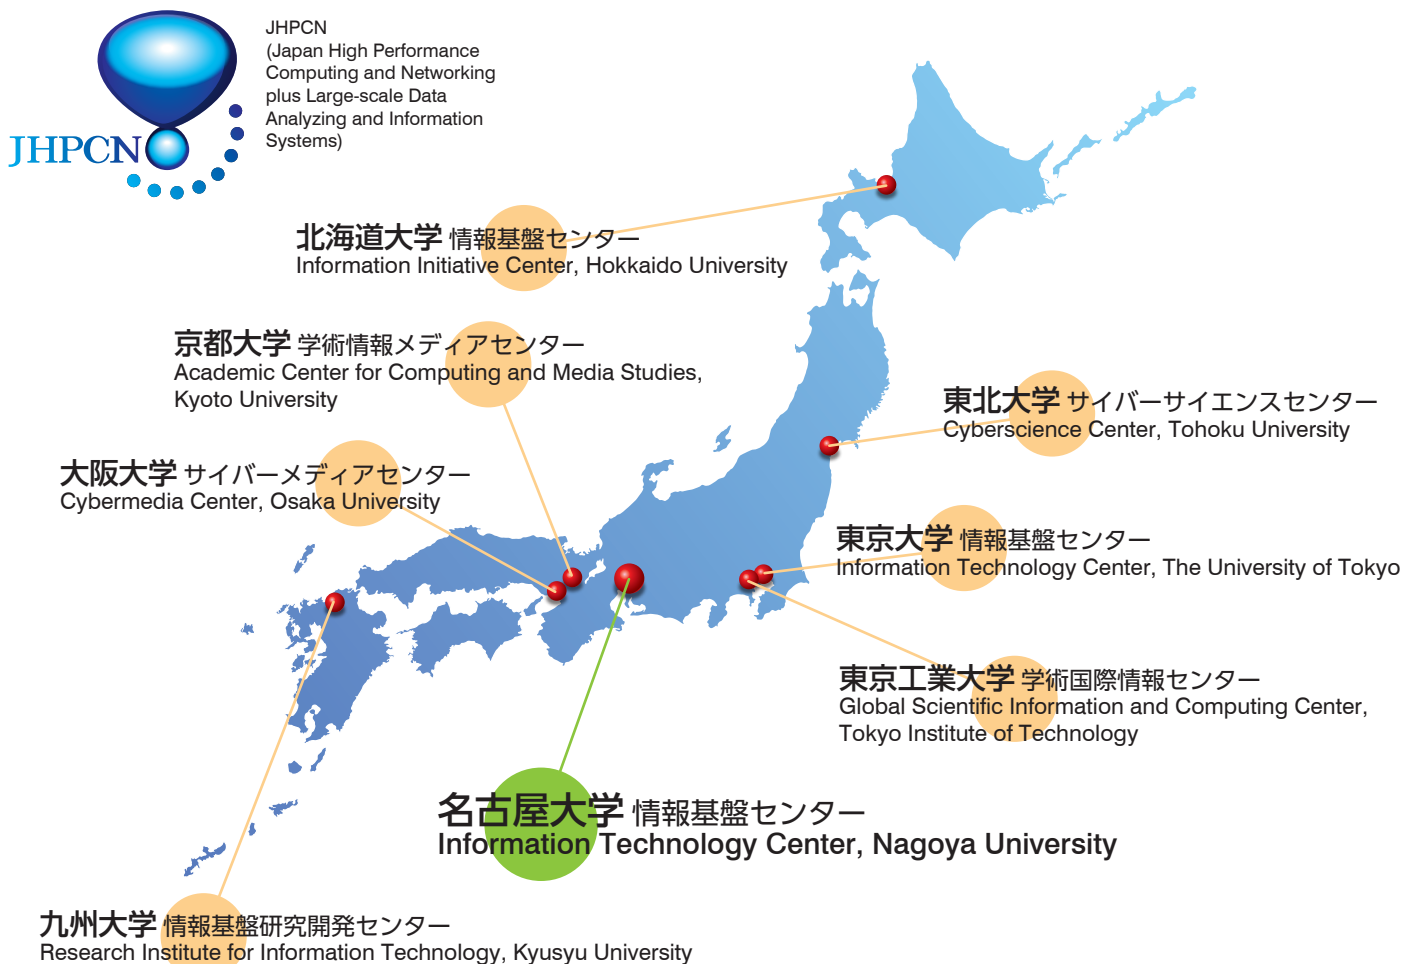 JHPCN
(Japan High Performance
Computing and Networking
plus Large-scale Data
Analyzing and Information
Systems)
JHPCN
北海道大学 情報基盤センター
Information Initiative Center, Hokkaido University
京都大学 学術情報メディアセンター
Academic Center for Computing and Media Studies,
Kyoto University
東北大学 サイバーサイエンスセンター
Cyberscience Center, Tohoku University
大阪大学 サイバーメディアセンター
Cybermedia Center, Osaka University
東京大学 情報基盤センター
Information Technology Center, The University of Tokyo
東京工業大学 学術国際情報センター
Global Scientific Information and Computing Center,
Tokyo Institute of Technology
名古屋大学 情報基盤センター
Information Technology Center, Nagoya University
九州大学 情報基盤研究開発センター
Research Institute for Information Technology, Kyusyu University